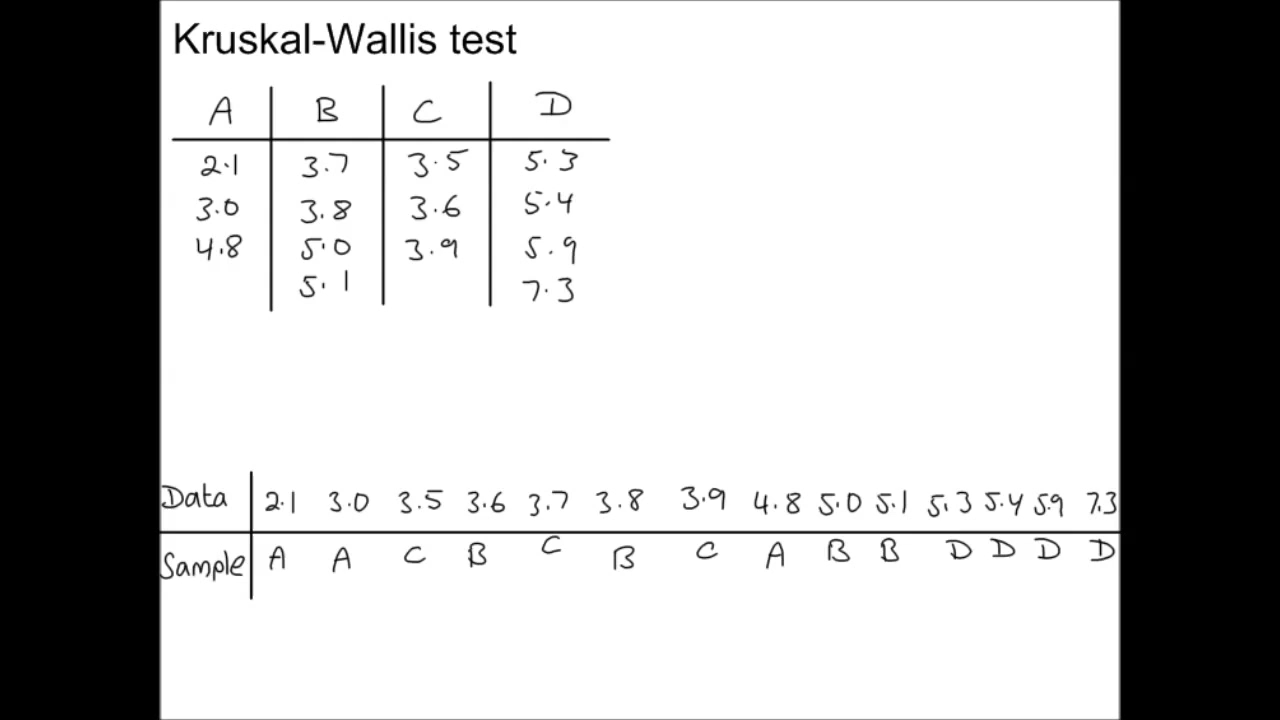 Kruskal-Wallis test
A B C D
2.1 3.7 3.5 5.3
3.0 3.8 3.6 5.4
4.8 5.0 3.9 5.9
5.1 7.3
Data 2.1 3.0 3.5 3.6 3.7 3.8 3.9 4.8 5.0 5.1 5.3 5.4 5.9 7.3
Sample A A C B C B C A B B D D D D